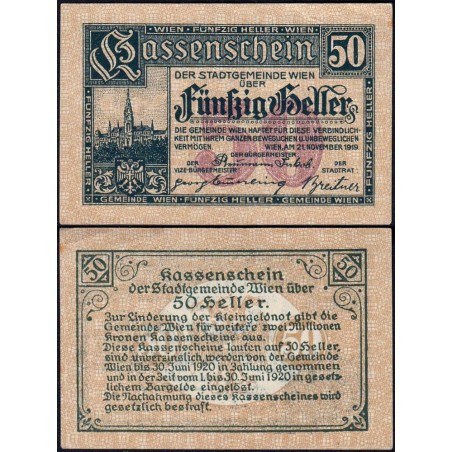 WIEN • FÜNFZIG HELLER • WIEN
Kassenschein 50
DER STADTGEMEINDE WIEN
ÜBER
Fünfzig Heller
DIE GEMEINDE WIEN HAFTET FÜR DIESE VERBINDLICH-
KEIT MIT IHREM GANZEN BEWEGLICHEN U. UNBEWEGLICHEN
VERMÖGEN. WIEN, AM 21. NOVEMBER 1919.
DER BÜRGERMEISTER
DER VIZE-BÜRGERMEISTER
DER STADTRAT
Breitner
FÜNFZIG HELLER
FÜNFZIG HELLER
GEMEINDE WIEN • FÜNFZIG HELLER • GEMEINDE WIEN
50 50
Kassenschein
der Stadtgemeinde Wien über
50 Heller.
Zur Linderung der Kleingeldnot gibt die
Gemeinde Wien für weitere zwei Millionen
Kronen Kassenscheine aus.
Diese Kassenscheine lauten auf 50 Heller,
sind unverzinslich, werden von der Gemeinde
Wien bis 30. Juni 1920 in Zahlung genommen
und in der Zeit vom 1. bis 30. Juni 1920 in gesetz-
lichem Bargelde eingelöst.
Die Nachahmung dieses Kassenscheines wird
gesetzlich bestraft.